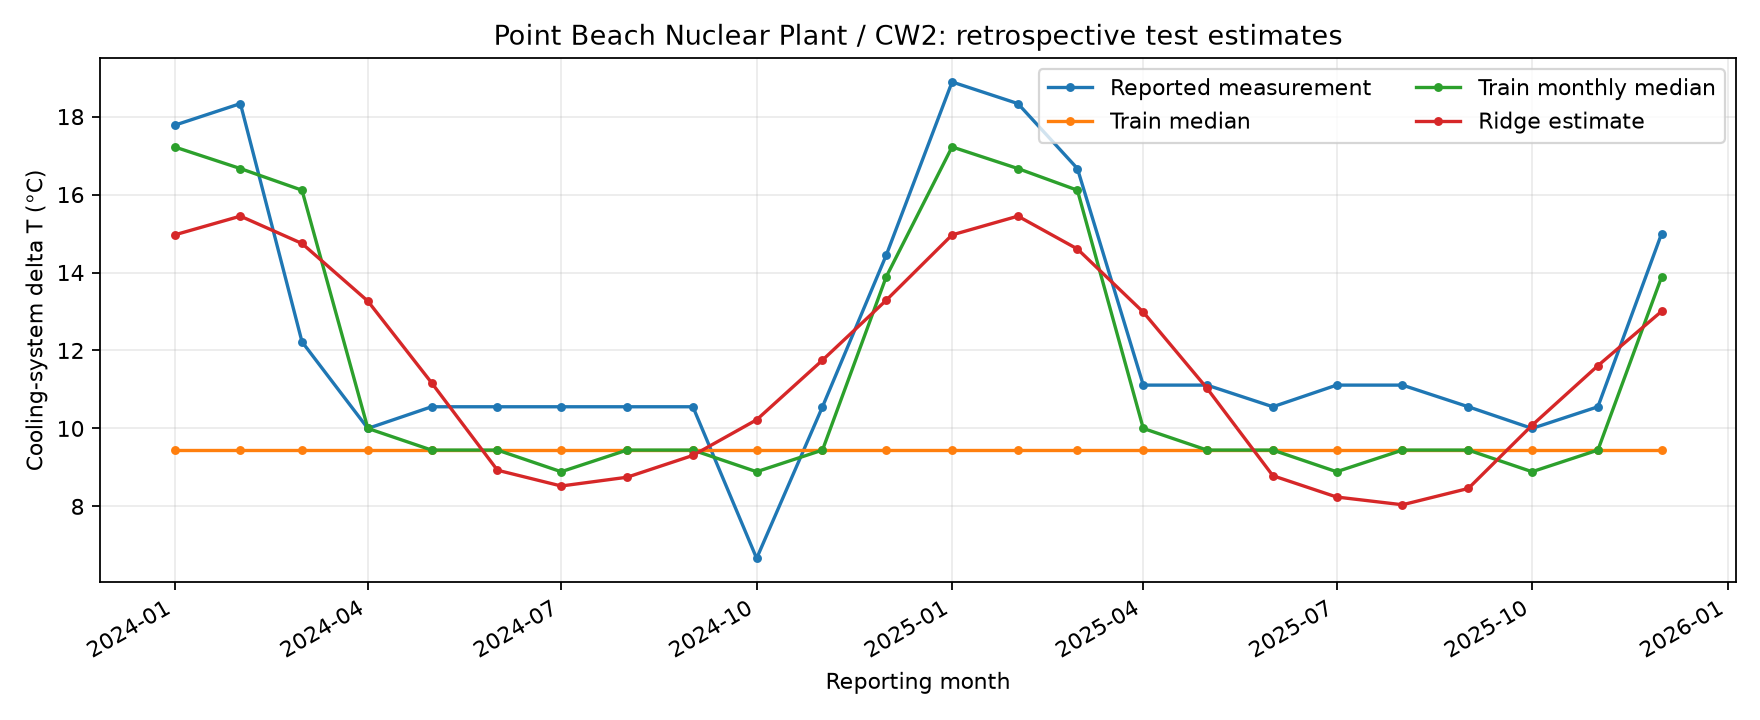 Point Beach Nuclear Plant / CW2: retrospective test estimates
Reported measurement
Train median
Train monthly median
Ridge estimate
Cooling-system delta T (°C)
18
16
14
12
10
8
2024-01
2024-04
2024-07
2024-10
2025-01
2025-04
2025-07
2025-10
2026-01
Reporting month